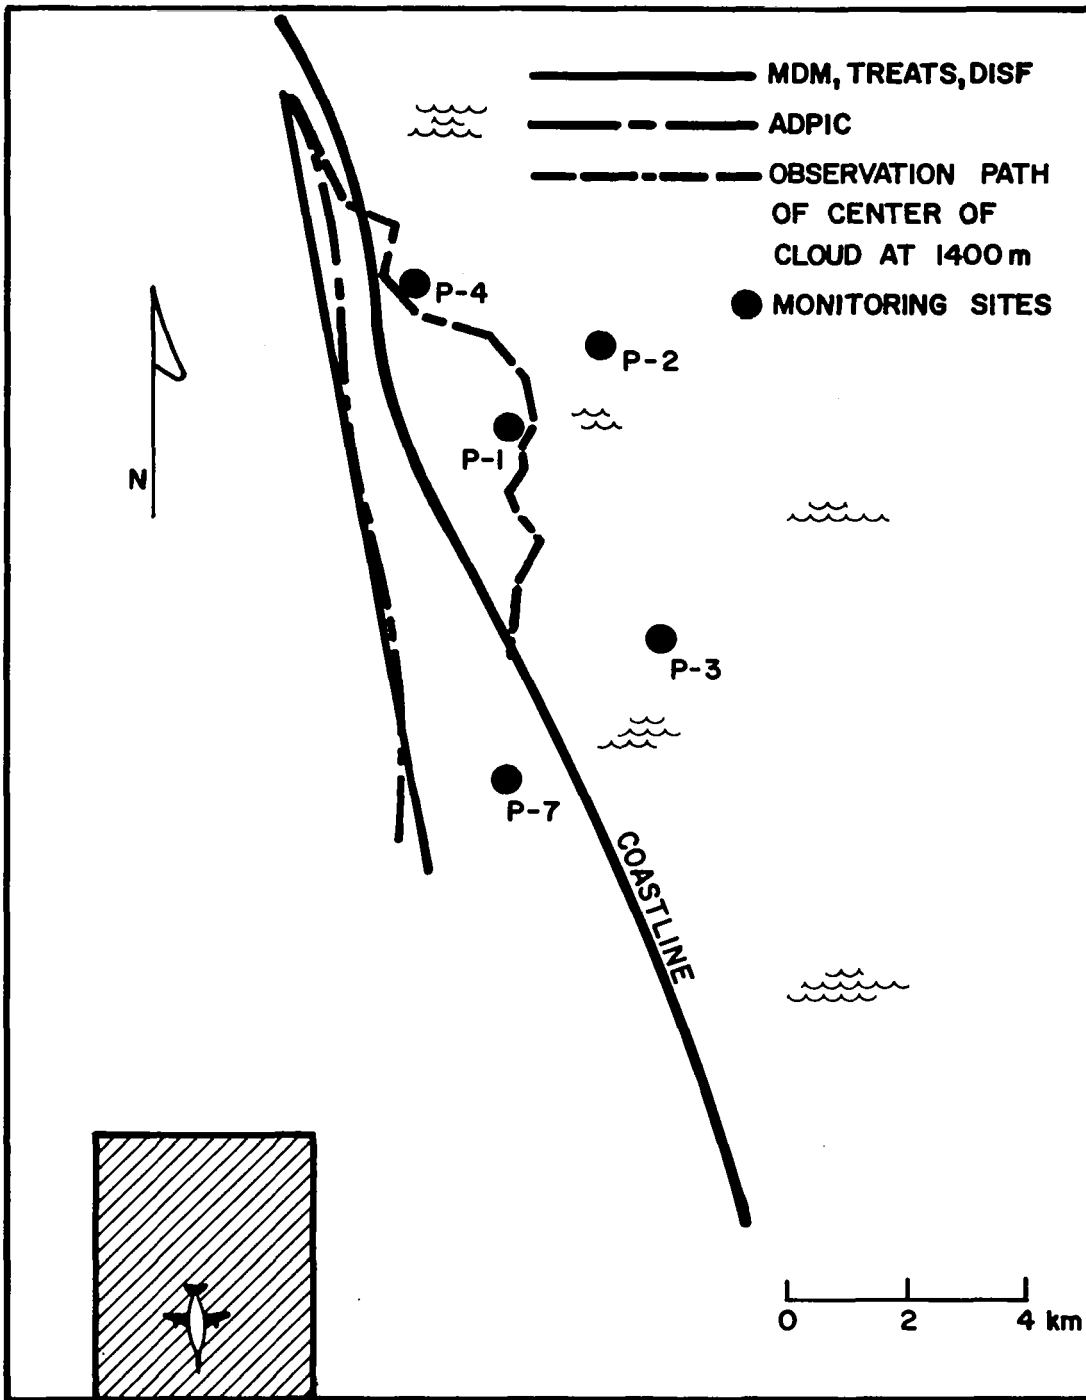 MDM, TREATS, DISF
ADPIC
OBSERVATION PATH
OF CENTER OF
CLOUD AT 1400 m
MONITORING SITES
P-4
P-2
P-1
N
P-3
P-7
COASTLINE
0 2 4 km